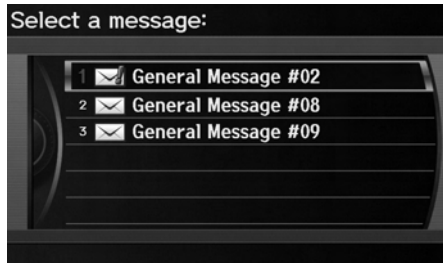 Select a message:
1 General Message #02
2 General Message #08
3 General Message #09